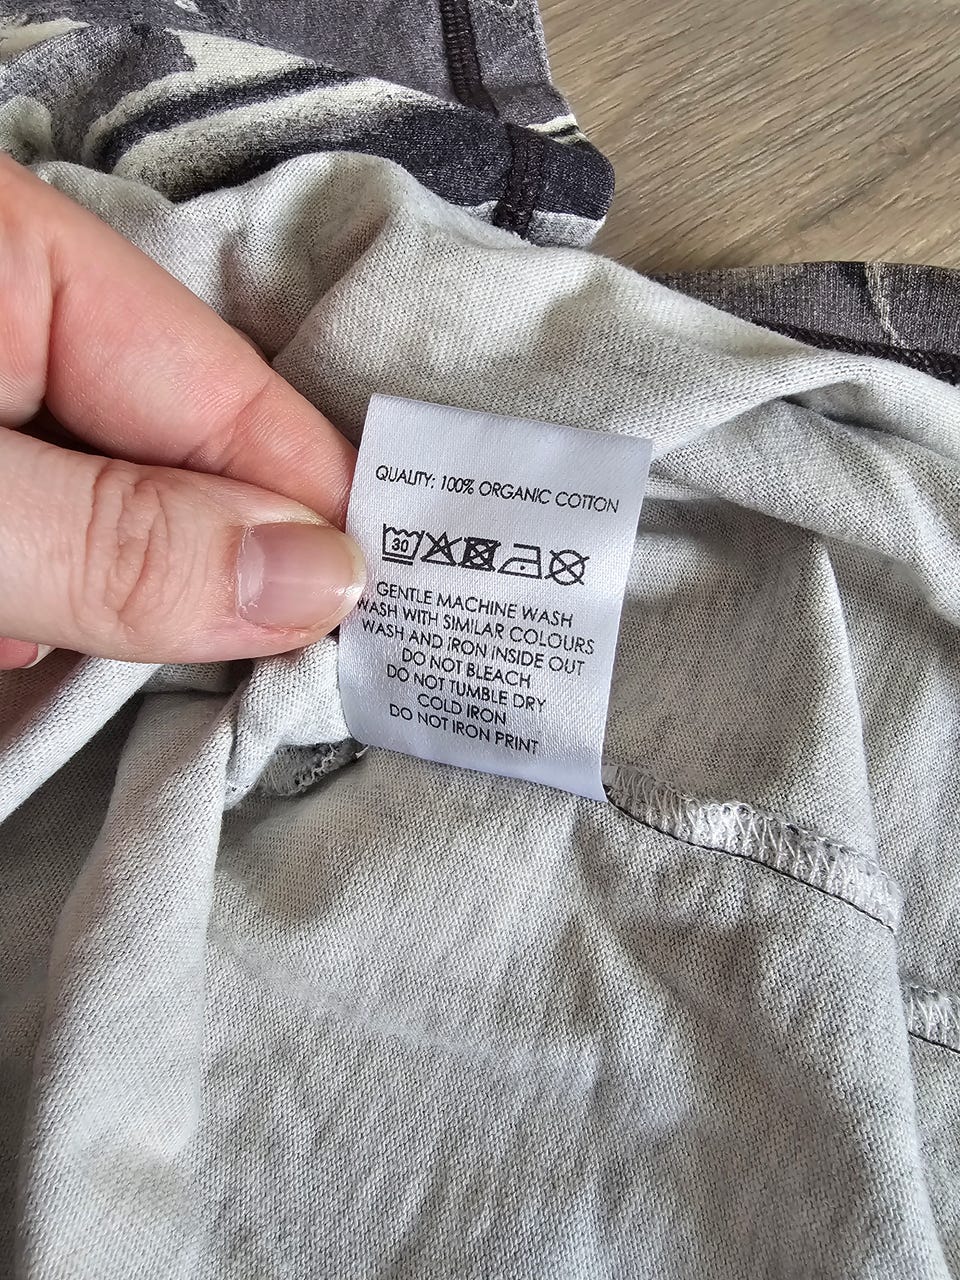 QUALITY: 100% ORGANIC COTTON
30
GENTLE MACHINE WASH
WASH WITH SIMILAR COLOURS
WASH AND IRON INSIDE OUT
DO NOT BLEACH
DO NOT TUMBLE DRY
COLD IRON
DO NOT IRON PRINT